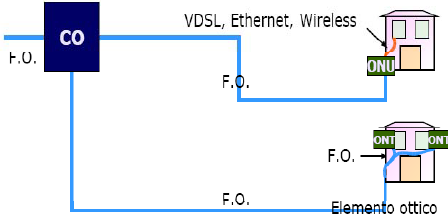 VDSL, Ethernet, Wireless
CO
F.O.
ONU
F.O.
ONT
ONT
F.O.
F.O.
Elemento ottico